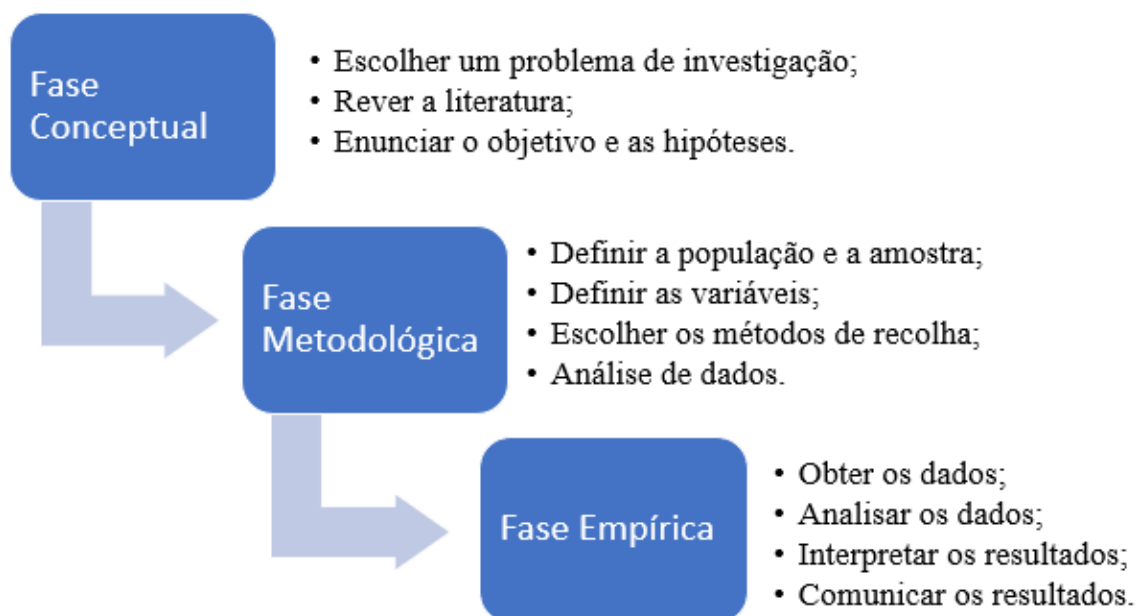 Fase
Conceptual
• Escolher um problema de investigação;
• Rever a literatura;
• Enunciar o objetivo e as hipóteses.
Fase
Metodológica
• Definir a população e a amostra;
• Definir as variáveis;
• Escolher os métodos de recolha;
• Análise de dados.
Fase Empírica
• Obter os dados;
• Analisar os dados;
• Interpretar os resultados;
• Comunicar os resultados.